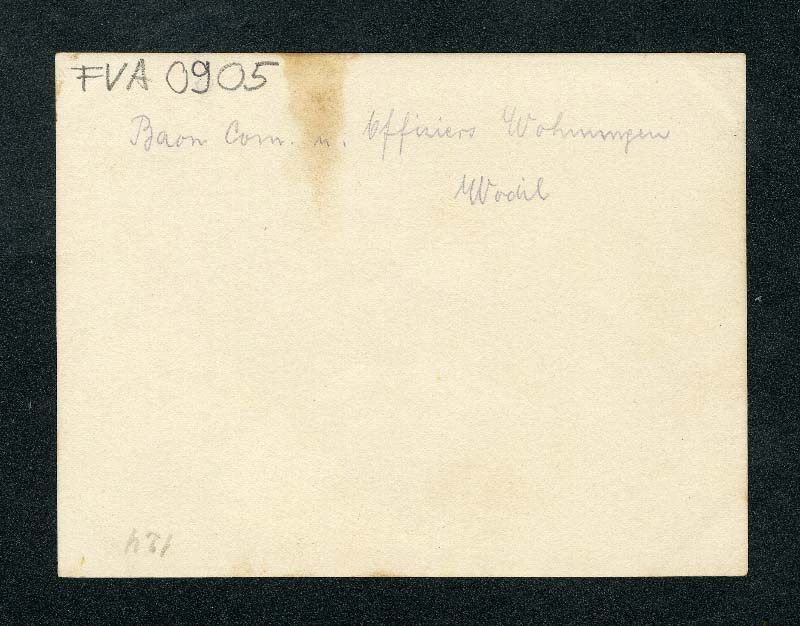 FVA 0905
Baon Com. u. Offiziers Wohnungen
Wodil
124